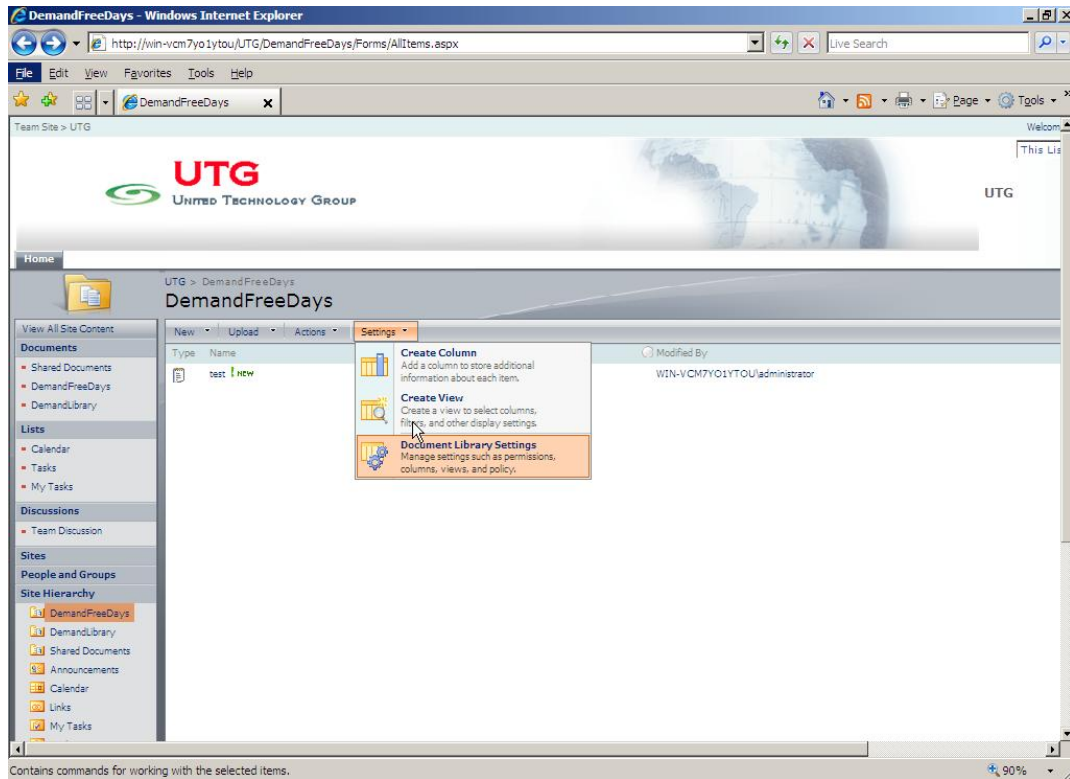 DemandFreeDays - Windows Internet Explorer
http://win-vcm7yo1ytou/UTG/DemandFreeDays/Forms/AllItems.aspx
Live Search
File Edit View Favorites Tools Help
DemandFreeDays
Page Tools »
Team Site > UTG
Welcom
This Lis
UTG
UNITED TECHNOLOGY GROUP
UTG
Home
UTG > DemandFreeDays
DemandFreeDays
View All Site Content
New Upload Actions Settings
Documents
Shared Documents
DemandFreeDays
DemandLibrary
Lists
Calendar
Tasks
My Tasks
Discussions
Team Discussion
Sites
People and Groups
Site Hierarchy
DemandFreeDays
DemandLibrary
Shared Documents
Announcements
Calendar
Links
My Tasks
Type Name Modified By
test ! NEW WIN-VCM7YO1YTOU\administrator
Create Column
Add a column to store additional
information about each item.
Create View
Create a view to select columns,
filters, and other display settings.
Document Library Settings
Manage settings such as permissions,
columns, views, and policy.
Contains commands for working with the selected items.
90%